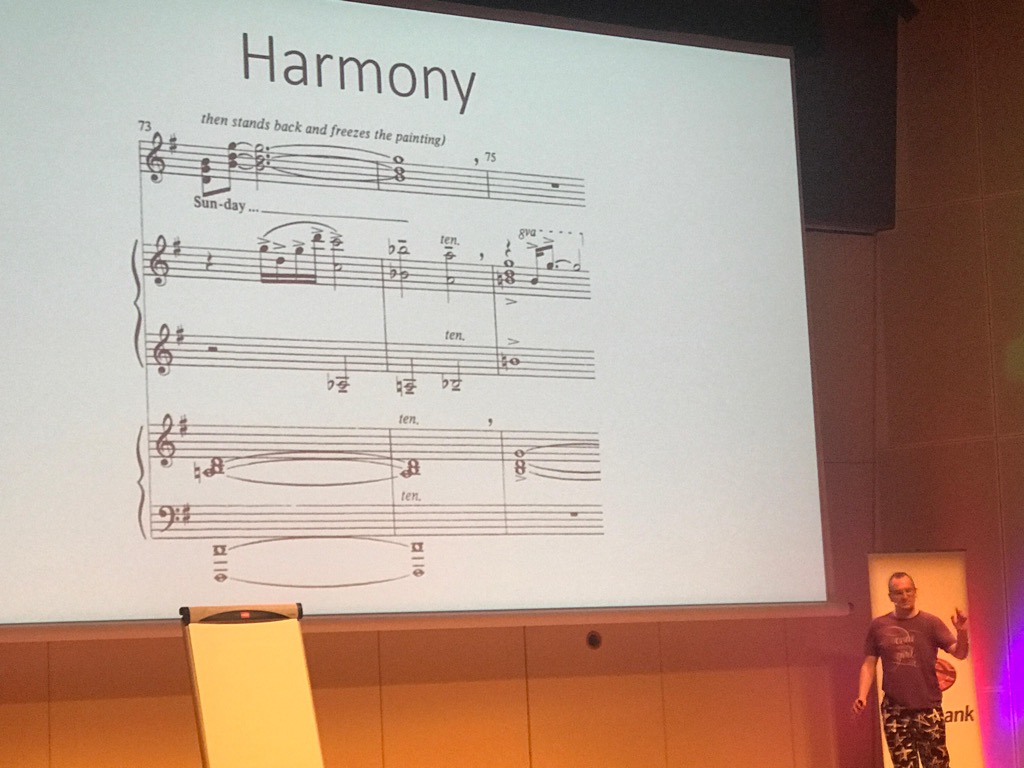 Harmony
then stands back and freezes the painting)
73
75
Sun-day...
ten.
8va
ten.
ten.
ten.
ank